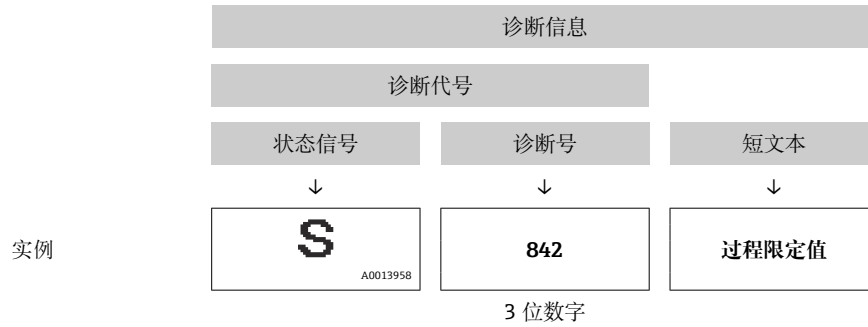 诊断信息
诊断代号
状态信号 诊断号 短文本
↓ ↓ ↓
实例 S 842 过程限定值
A0013958
3 位数字